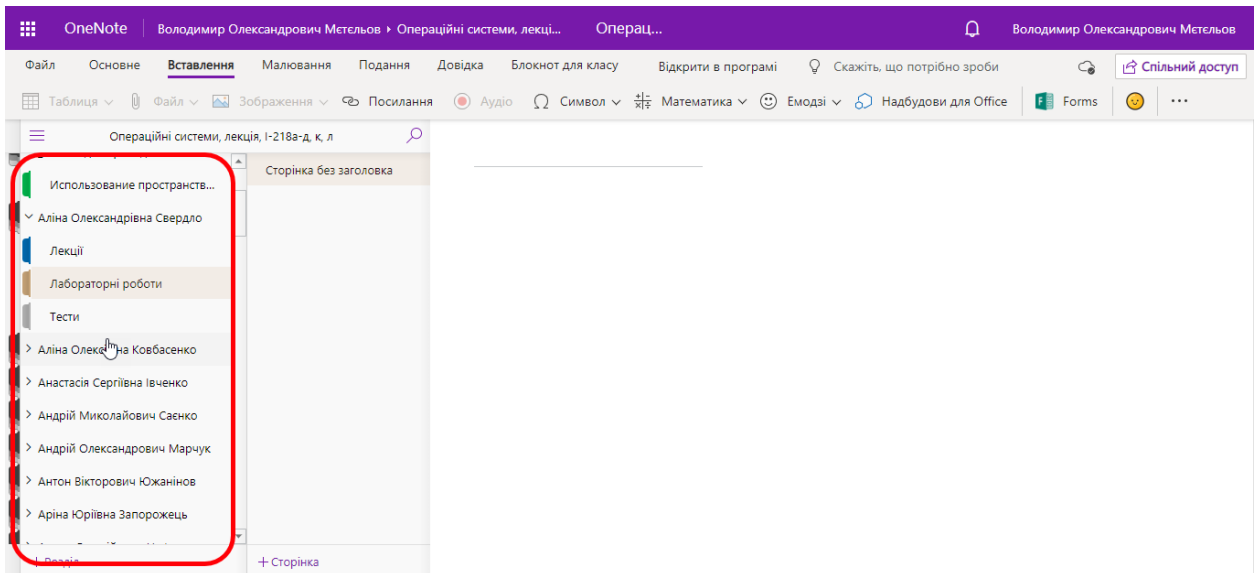 OneNote Володимир Олександрович Мєтєльов ▸ Операційні системи, лекці... Операц... Володимир Олександрович Мєтєльов
Файл Основне Вставлення Малювання Подання Довідка Блокнот для класу Відкрити в програмі Скажіть, що потрібно зроби Спільний доступ
Таблиця Файл Зображення Посилання Аудіо Символ Математика Емодзі Надбудови для Office Forms ...
Операційні системи, лекція, І-218а-д, к, л
Сторінка без заголовка
Использование пространств...
Аліна Олександрівна Свердло
Лекції
Лабораторні роботи
Тести
Аліна Ковбасенко
Анастасія Сергіївна Івченко
Андрій Миколайович Саєнко
Андрій Олександрович Марчук
Антон Вікторович Южанінов
Аріна Юріївна Запорожець
+ Розділ + Сторінка